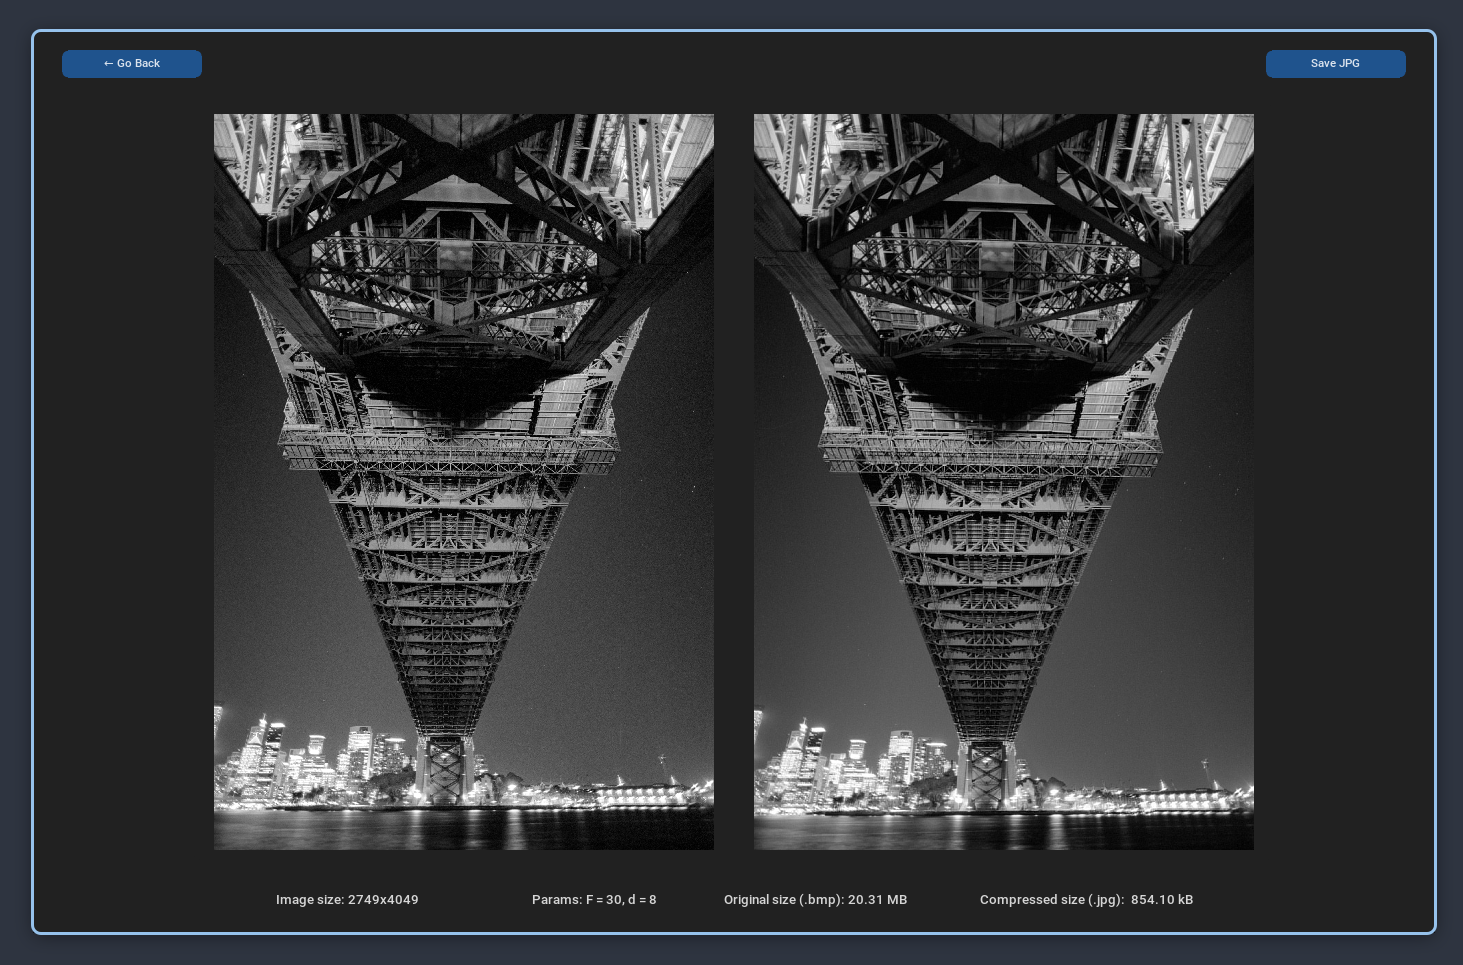 ← Go Back
Save JPG
Image size: 2749x4049
Params: F = 30, d = 8
Original size (.bmp): 20.31 MB
Compressed size (.jpg): 854.10 kB